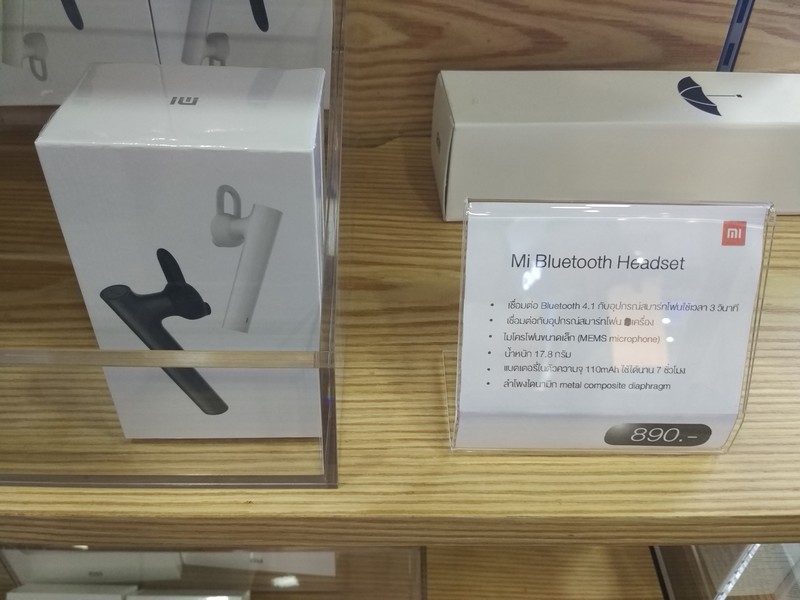 mi
mi
Mi Bluetooth Headset
• เชื่อมต่อ Bluetooth 4.1 กับอุปกรณ์สมาร์ทโฟนใช้เวลา 3 วินาที
• เชื่อมต่อกับอุปกรณ์สมาร์ทโฟน เครื่อง
• ไมโครโฟนขนาดเล็ก (MEMS microphone)
• น้ำหนัก 17.8 กรัม
• แบตเตอรี่ในตัวความจุ 110mAh ใช้ได้นาน 7 ชั่วโมง
• ลำโพงไดนามิก metal composite diaphragm
890.-